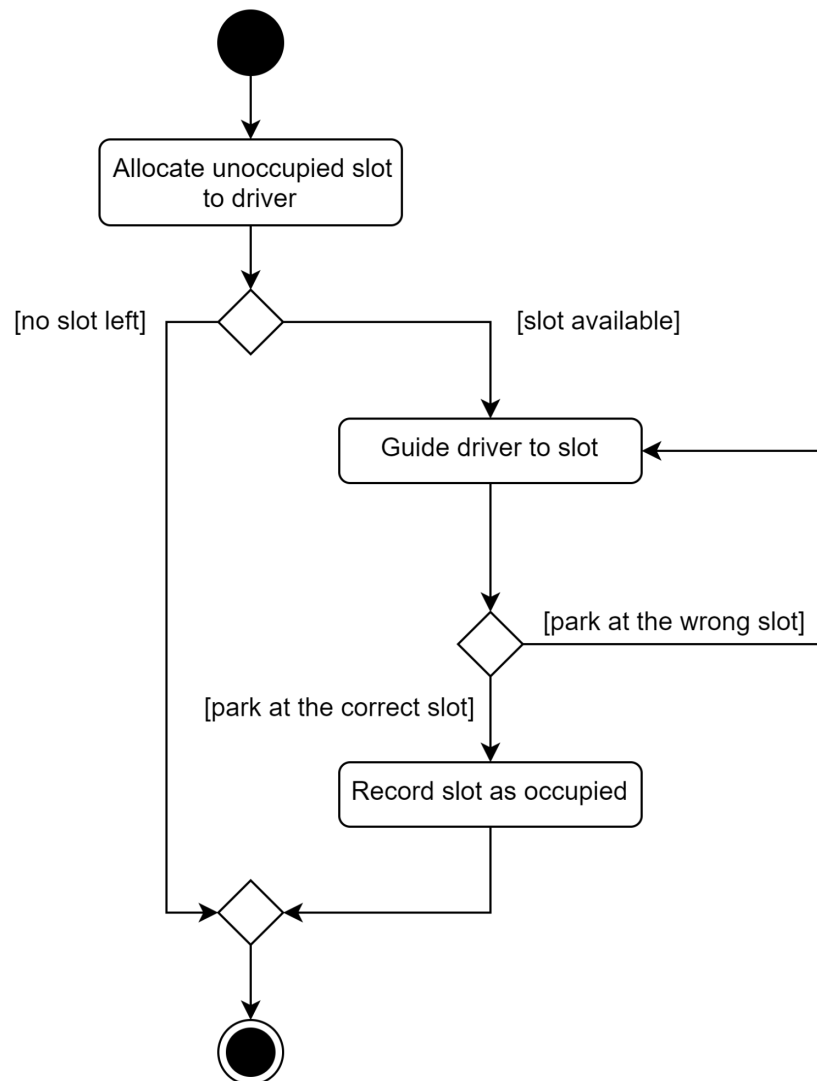 Allocate unoccupied slot
to driver
[no slot left]
[slot available]
Guide driver to slot
[park at the wrong slot]
[park at the correct slot]
Record slot as occupied